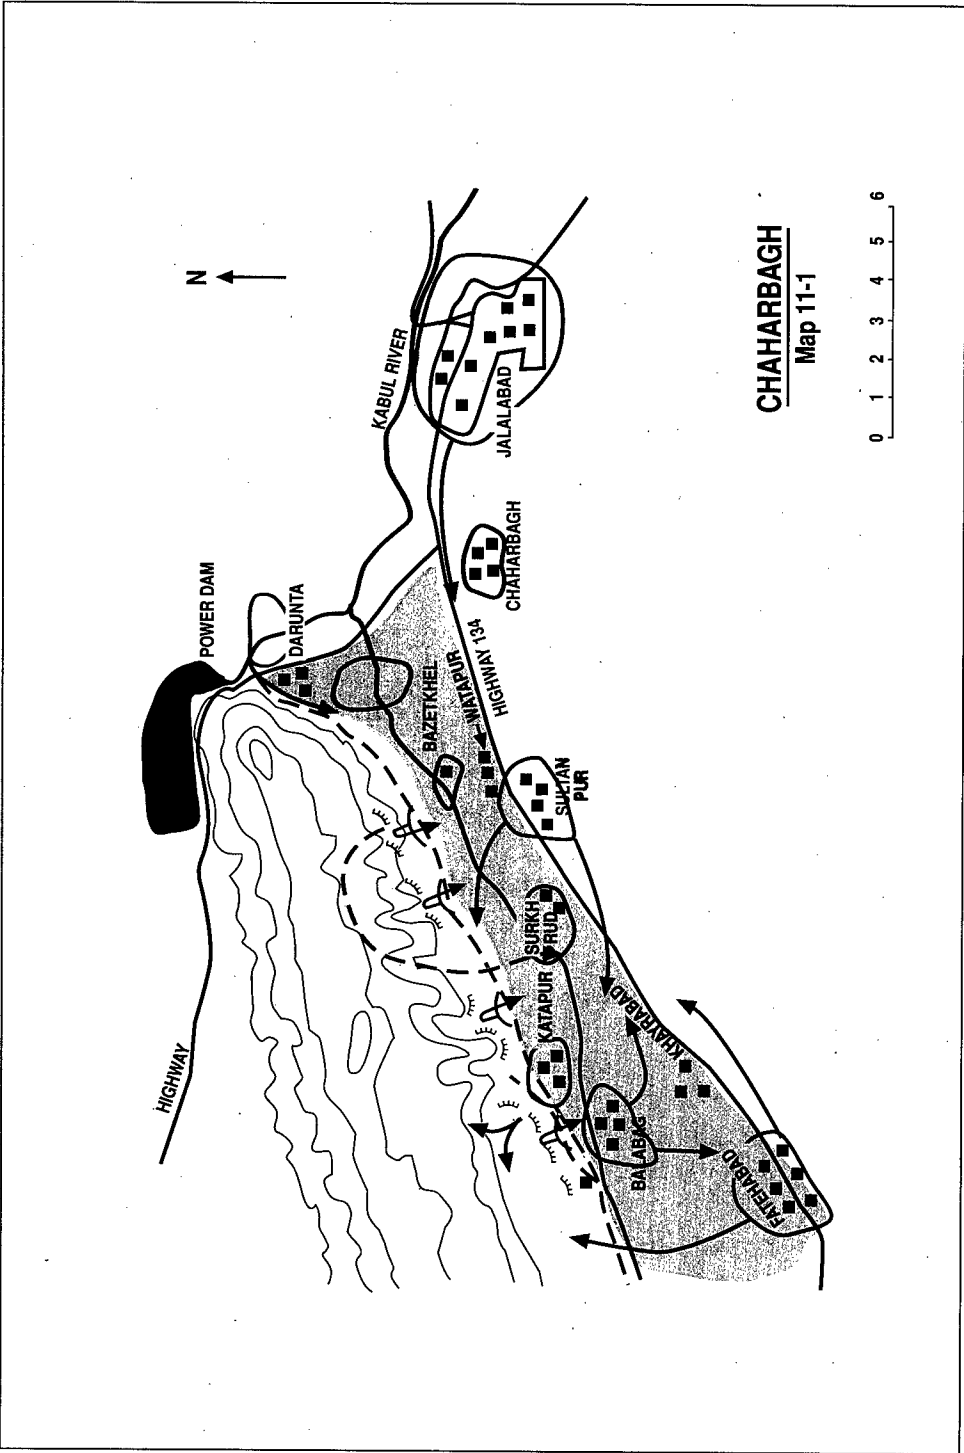 N
KABUL RIVER
JALALABAD
CHAHARBAGH
Map 11-1
0 1 2 3 4 5 6
POWER DAM
DARUNTA
CHAHARBAGH
HIGHWAY 134
WATAPUR
BAZETKHEL
SULTAN
PUR
SURKH
RUD
KATAPUR
KHAYRABAD
BALABAG
FATEHABAD
HIGHWAY